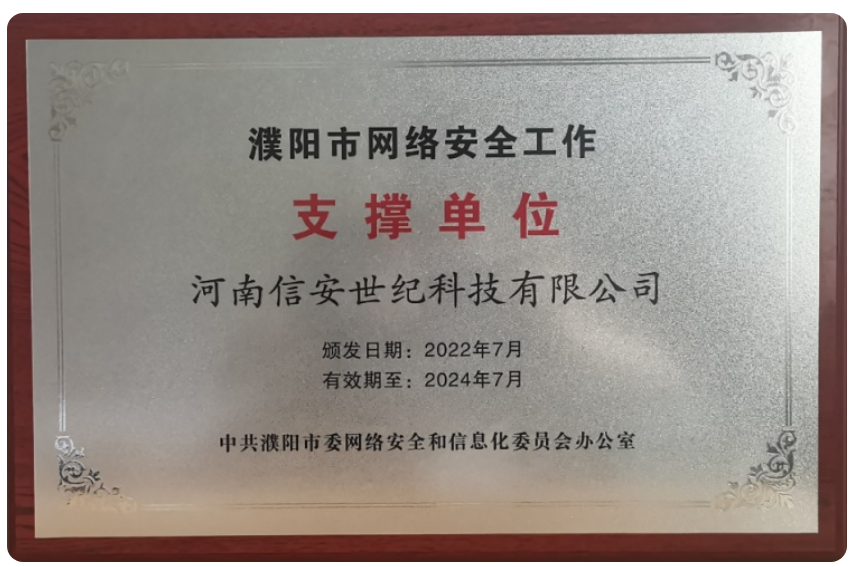 濮阳市网络安全工作
支撑单位
河南信安世纪科技有限公司
颁发日期：2022年7月
有效期至：2024年7月
中共濮阳市委网络安全和信息化委员会办公室